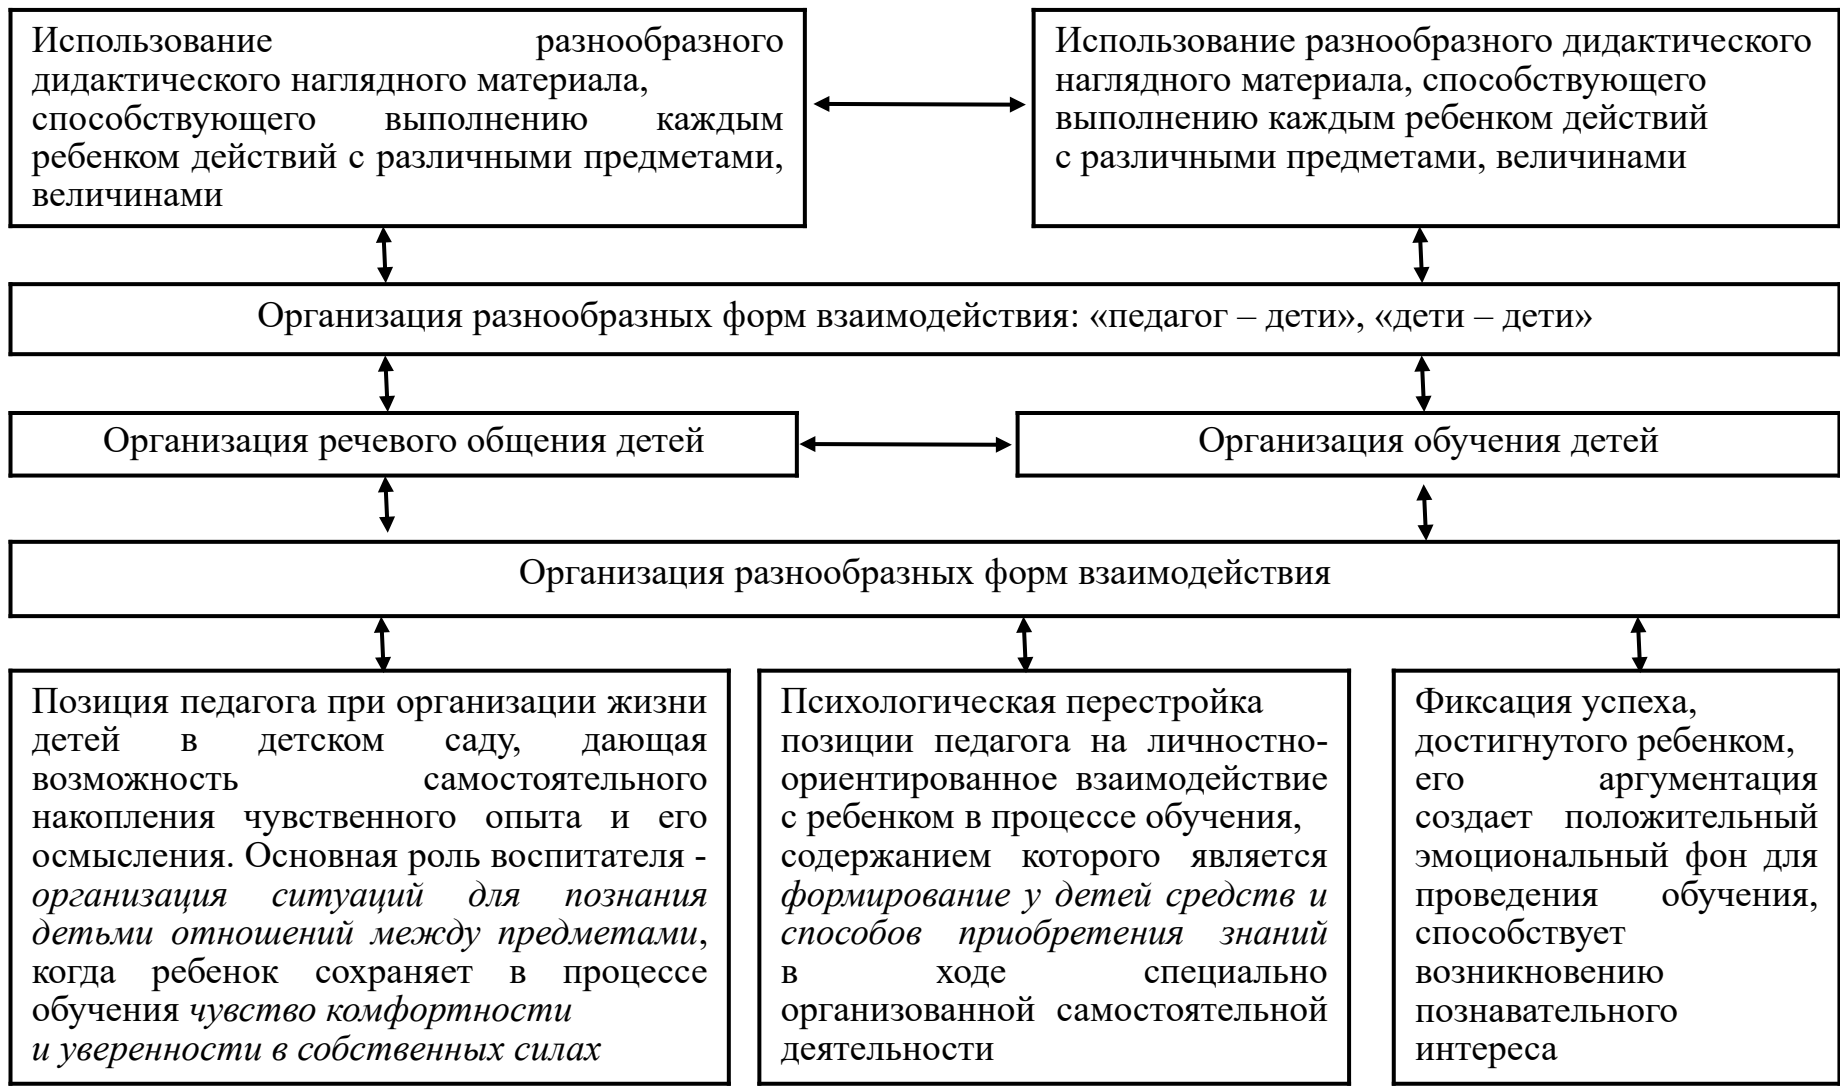 Использование разнообразного
дидактического наглядного материала,
способствующего выполнению каждым
ребенком действий с различными предметами,
величинами
Использование разнообразного дидактического
наглядного материала, способствующего
выполнению каждым ребенком действий
с различными предметами, величинами
Организация разнообразных форм взаимодействия: «педагог – дети», «дети – дети»
Организация речевого общения детей
Организация обучения детей
Организация разнообразных форм взаимодействия
Позиция педагога при организации жизни
детей в детском саду, дающая
возможность самостоятельного
накопления чувственного опыта и его
осмысления. Основная роль воспитателя -
организация ситуаций для познания
детьми отношений между предметами,
когда ребенок сохраняет в процессе
обучения чувство комфортности
и уверенности в собственных силах
Психологическая перестройка
позиции педагога на личностно-
ориентированное взаимодействие
с ребенком в процессе обучения,
содержанием которого является
формирование у детей средств и
способов приобретения знаний
в ходе специально
организованной самостоятельной
деятельности
Фиксация успеха,
достигнутого ребенком,
его аргументация
создает положительный
эмоциональный фон для
проведения обучения,
способствует
возникновению
познавательного
интереса